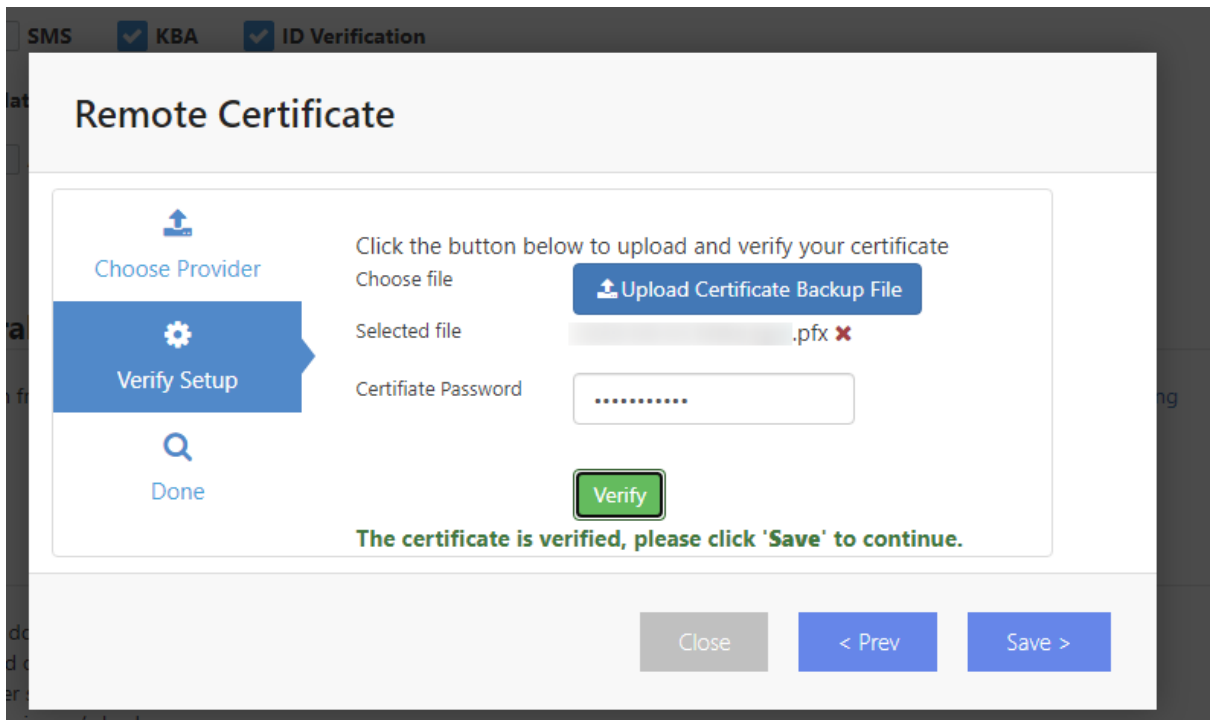 SMS KBA ID Verification
Remote Certificate
Choose Provider
Click the button below to upload and verify your certificate
Choose file
Upload Certificate Backup File
Selected file
.pfx
Verify Setup
Certifiate Password
Done
Verify
The certificate is verified, please click 'Save' to continue.
Close
< Prev
Save >